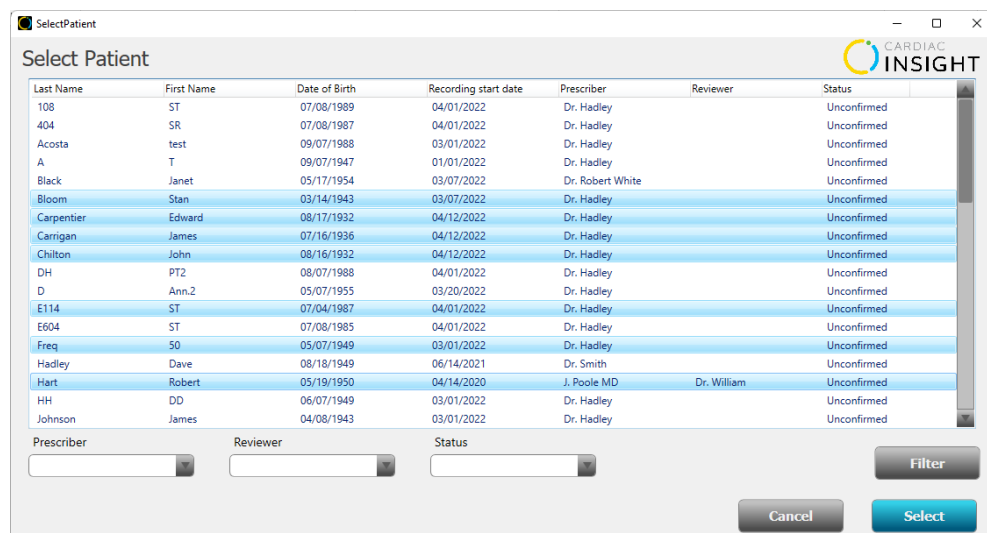 SelectPatient
Select Patient
CARDIAC
INSIGHT
Last Name First Name Date of Birth Recording start date Prescriber Reviewer Status
108 ST 07/08/1989 04/01/2022 Dr. Hadley Unconfirmed
404 SR 07/08/1987 04/01/2022 Dr. Hadley Unconfirmed
Acosta test 09/07/1988 03/01/2022 Dr. Hadley Unconfirmed
A T 09/07/1947 01/01/2022 Dr. Hadley Unconfirmed
Black Janet 05/17/1954 03/07/2022 Dr. Robert White Unconfirmed
Bloom Stan 03/14/1943 03/07/2022 Dr. Hadley Unconfirmed
Carpentier Edward 08/17/1932 04/12/2022 Dr. Hadley Unconfirmed
Carrigan James 07/16/1936 04/12/2022 Dr. Hadley Unconfirmed
Chilton John 08/16/1932 04/12/2022 Dr. Hadley Unconfirmed
DH PT2 08/07/1988 04/01/2022 Dr. Hadley Unconfirmed
D Ann.2 05/07/1955 03/20/2022 Dr. Hadley Unconfirmed
E114 ST 07/04/1987 04/01/2022 Dr. Hadley Unconfirmed
E604 ST 07/08/1985 04/01/2022 Dr. Hadley Unconfirmed
Freq 50 05/07/1949 03/01/2022 Dr. Hadley Unconfirmed
Hadley Dave 08/18/1949 06/14/2021 Dr. Smith Unconfirmed
Hart Robert 05/19/1950 04/14/2020 J. Poole MD Dr. William Unconfirmed
HH DD 06/07/1949 03/01/2022 Dr. Hadley Unconfirmed
Johnson James 04/08/1943 03/01/2022 Dr. Hadley Unconfirmed
Prescriber Reviewer Status
Filter
Cancel Select